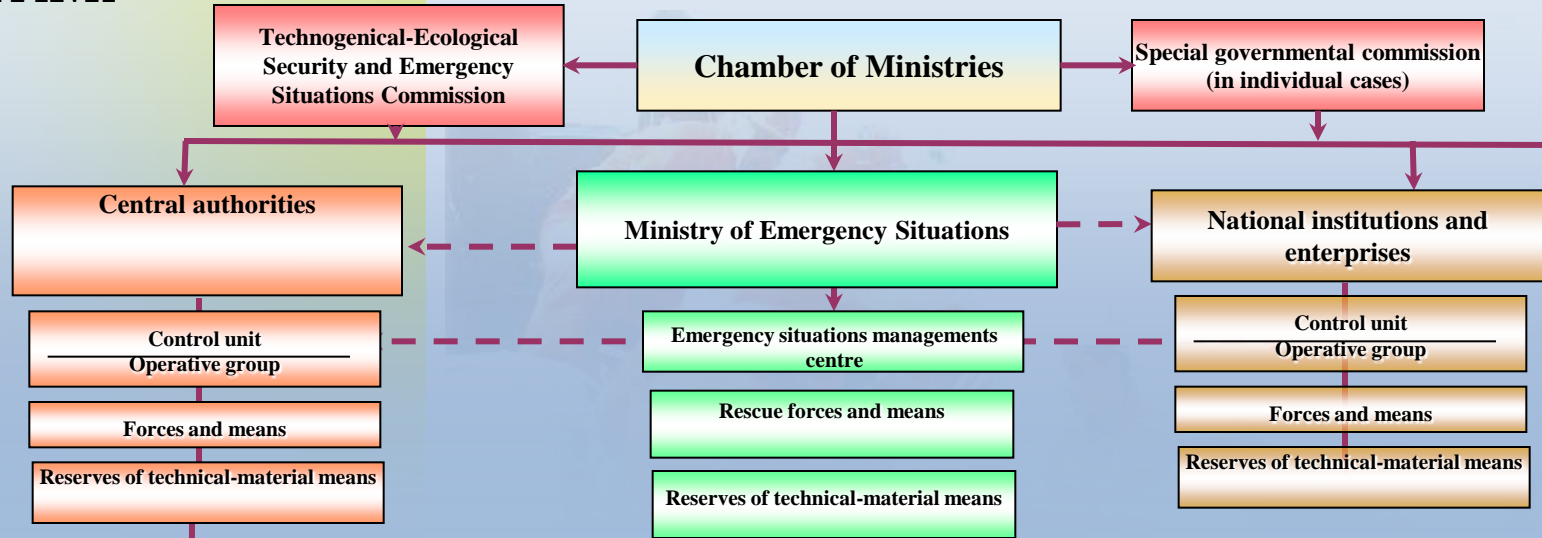 Technogenical-Ecological
Security and Emergency
Situations Commission
Chamber of Ministries
Special governmental commission
(in individual cases)
Central authorities
Ministry of Emergency Situations
National institutions and
enterprises
Control unit
Operative group
Emergency situations managements
centre
Control unit
Operative group
Forces and means
Rescue forces and means
Forces and means
Reserves of technical-material means
Reserves of technical-material means
Reserves of technical-material means